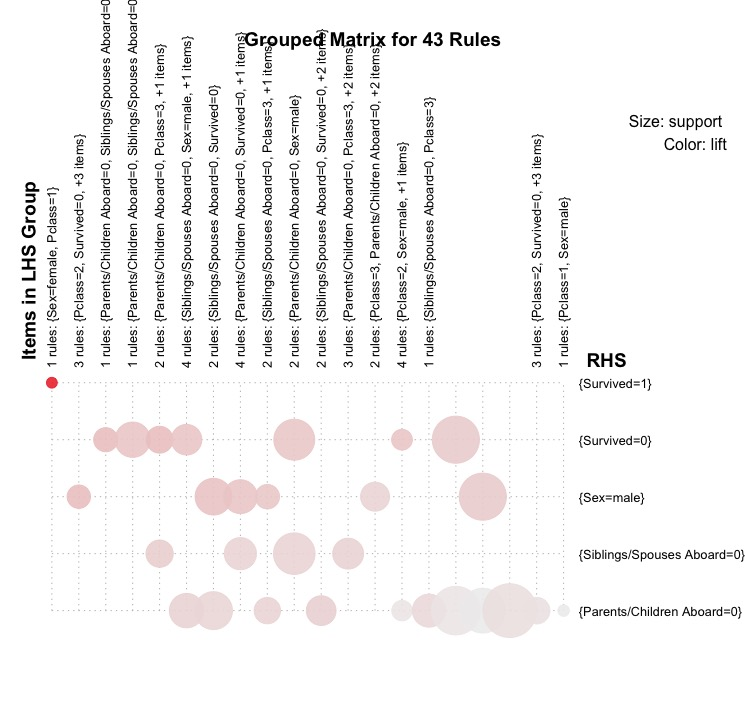 Grouped Matrix for 43 Rules
Size: support
Color: lift
Items in LHS Group
1 rules: {Sex=female, Pclass=1}
3 rules: {Pclass=2, Survived=0, +3 items}
1 rules: {Parents/Children Aboard=0, Siblings/Spouses Aboard=0
1 rules: {Parents/Children Aboard=0, Siblings/Spouses Aboard=0
2 rules: {Parents/Children Aboard=0, Pclass=3, +1 items}
4 rules: {Siblings/Spouses Aboard=0, Sex=male, +1 items}
2 rules: {Siblings/Spouses Aboard=0, Survived=0}
4 rules: {Parents/Children Aboard=0, Survived=0, +1 items}
2 rules: {Siblings/Spouses Aboard=0, Pclass=3, +1 items}
2 rules: {Parents/Children Aboard=0, Sex=male}
2 rules: {Siblings/Spouses Aboard=0, Survived=0, +2 items}
3 rules: {Parents/Children Aboard=0, Pclass=3, +2 items}
2 rules: {Pclass=3, Parents/Children Aboard=0, +2 items}
4 rules: {Pclass=2, Sex=male, +1 items}
1 rules: {Siblings/Spouses Aboard=0, Pclass=3}
3 rules: {Pclass=2, Survived=0, +3 items}
1 rules: {Pclass=1, Sex=male}
RHS
{Survived=1}
{Survived=0}
{Sex=male}
{Siblings/Spouses Aboard=0}
{Parents/Children Aboard=0}